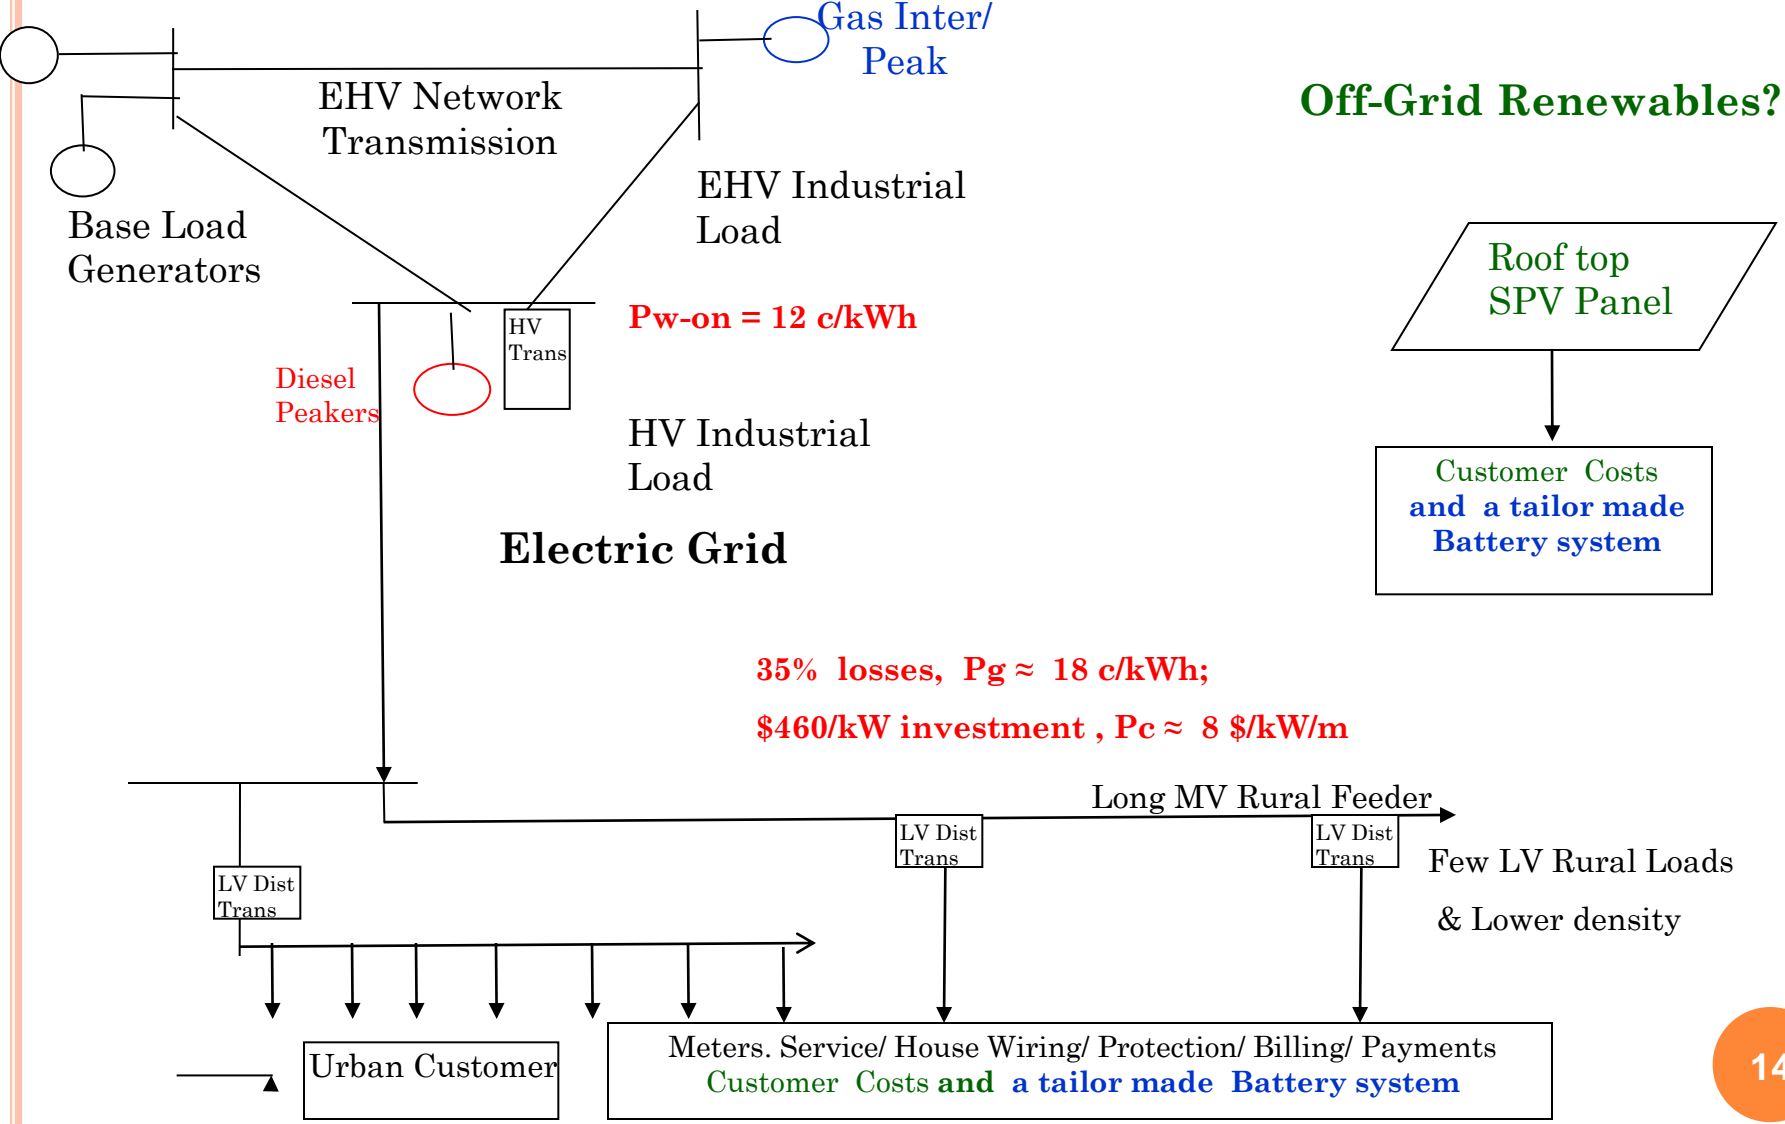 Gas Inter/
Peak
EHV Network
Transmission
Off-Grid Renewables?
EHV Industrial
Load
Base Load
Generators
Roof top
SPV Panel
Pw-on = 12 c/kWh
HV
Trans
Diesel
Peakers
HV Industrial
Load
Customer Costs
and a tailor made
Battery system
Electric Grid
35% losses, Pg ≈ 18 c/kWh;
$460/kW investment , Pc ≈ 8 $/kW/m
Long MV Rural Feeder
LV Dist
Trans
LV Dist
Trans
Few LV Rural Loads
& Lower density
LV Dist
Trans
Urban Customer
Meters. Service/ House Wiring/ Protection/ Billing/ Payments
Customer Costs and a tailor made Battery system
14